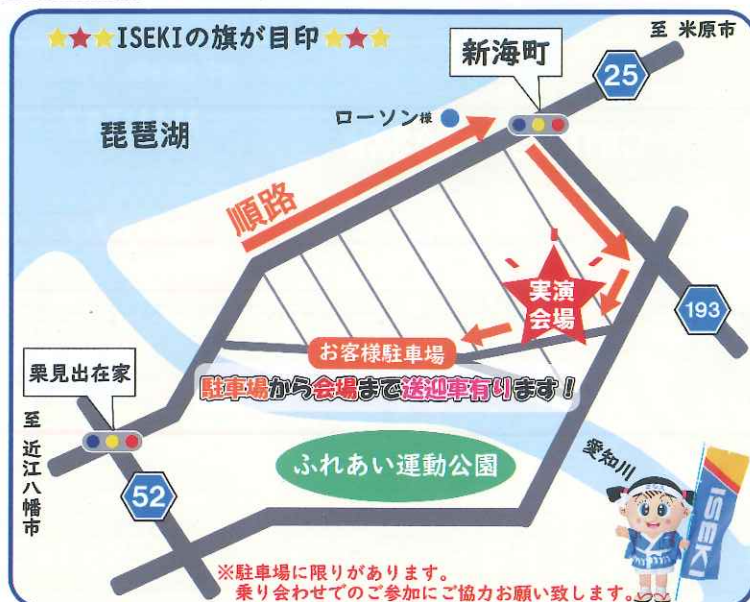 ★★★ISEKIの旗が目印★★★
至 米原市
新海町
25
ローソン様
琵琶湖
順路
実演
会場
193
お客様駐車場
駐車場から会場まで送迎車有ります!
栗見出在家
至 近江八幡市
52
ふれあい運動公園
愛知川
ISEKI
※駐車場に限りがあります。
乗り合わせでのご参加にご協力お願い致します。